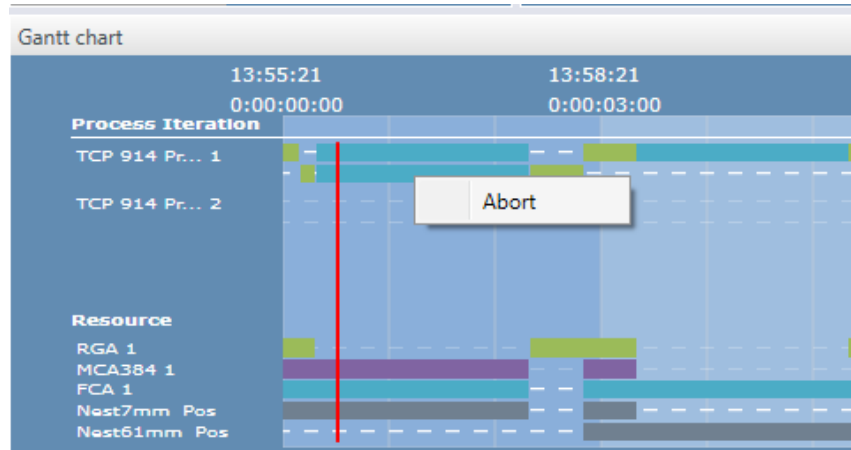 Gantt chart
13:55:21 13:58:21
0:00:00:00 0:00:03:00
Process Iteration
TCP 914 Pr... 1
TCP 914 Pr... 2
Abort
Resource
RGA 1
MCA384 1
FCA 1
Nest7mm Pos
Nest61mm Pos